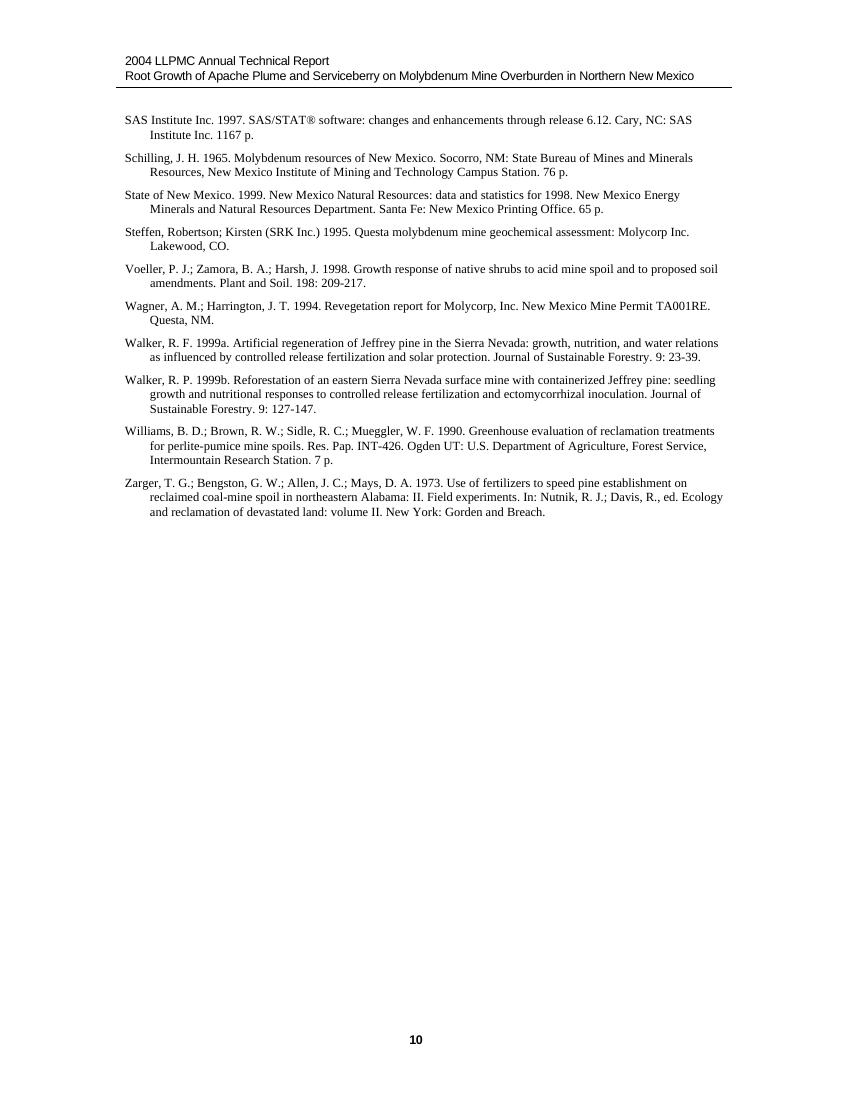 2004 LLPMC Annual Technical Report
Root Growth of Apache Plume and Serviceberry on Molybdenum Mine Overburden in Northern New Mexico
SAS Institute Inc. 1997. SAS/STAT® software: changes and enhancements through release 6.12. Cary, NC: SAS
Institute Inc. 1167 p.
Schilling, J. H. 1965. Molybdenum resources of New Mexico. Socorro, NM: State Bureau of Mines and Minerals
Resources, New Mexico Institute of Mining and Technology Campus Station. 76 p.
State of New Mexico. 1999. New Mexico Natural Resources: data and statistics for 1998. New Mexico Energy
Minerals and Natural Resources Department. Santa Fe: New Mexico Printing Office. 65 p.
Steffen, Robertson; Kirsten (SRK Inc.) 1995. Questa molybdenum mine geochemical assessment: Molycorp Inc.
Lakewood, CO.
Voeller, P. J.; Zamora, B. A.; Harsh, J. 1998. Growth response of native shrubs to acid mine spoil and to proposed soil
amendments. Plant and Soil. 198: 209-217.
Wagner, A. M.; Harrington, J. T. 1994. Revegetation report for Molycorp, Inc. New Mexico Mine Permit TA001RE.
Questa, NM.
Walker, R. F. 1999a. Artificial regeneration of Jeffrey pine in the Sierra Nevada: growth, nutrition, and water relations
as influenced by controlled release fertilization and solar protection. Journal of Sustainable Forestry. 9: 23-39.
Walker, R. P. 1999b. Reforestation of an eastern Sierra Nevada surface mine with containerized Jeffrey pine: seedling
growth and nutritional responses to controlled release fertilization and ectomycorrhizal inoculation. Journal of
Sustainable Forestry. 9: 127-147.
Williams, B. D.; Brown, R. W.; Sidle, R. C.; Mueggler, W. F. 1990. Greenhouse evaluation of reclamation treatments
for perlite-pumice mine spoils. Res. Pap. INT-426. Ogden UT: U.S. Department of Agriculture, Forest Service,
Intermountain Research Station. 7 p.
Zarger, T. G.; Bengston, G. W.; Allen, J. C.; Mays, D. A. 1973. Use of fertilizers to speed pine establishment on
reclaimed coal-mine spoil in northeastern Alabama: II. Field experiments. In: Nutnik, R. J.; Davis, R., ed. Ecology
and reclamation of devastated land: volume II. New York: Gorden and Breach.
10